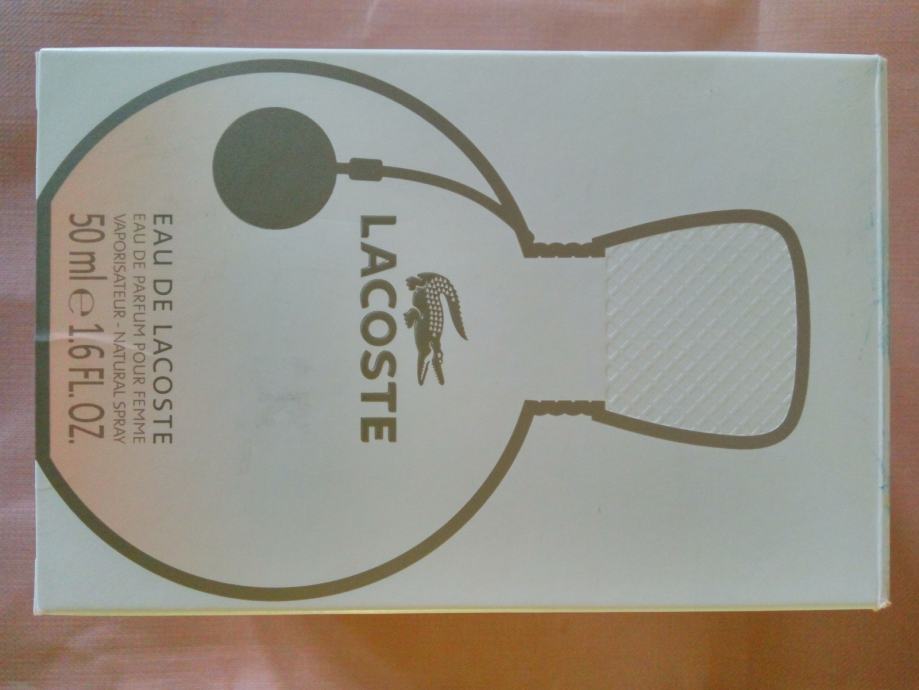 LACOSTE
EAU DE LACOSTE
EAU DE PARFUM POUR FEMME
VAPORISATEUR - NATURAL SPRAY
50 ml ℮ 1.6 FL. OZ.